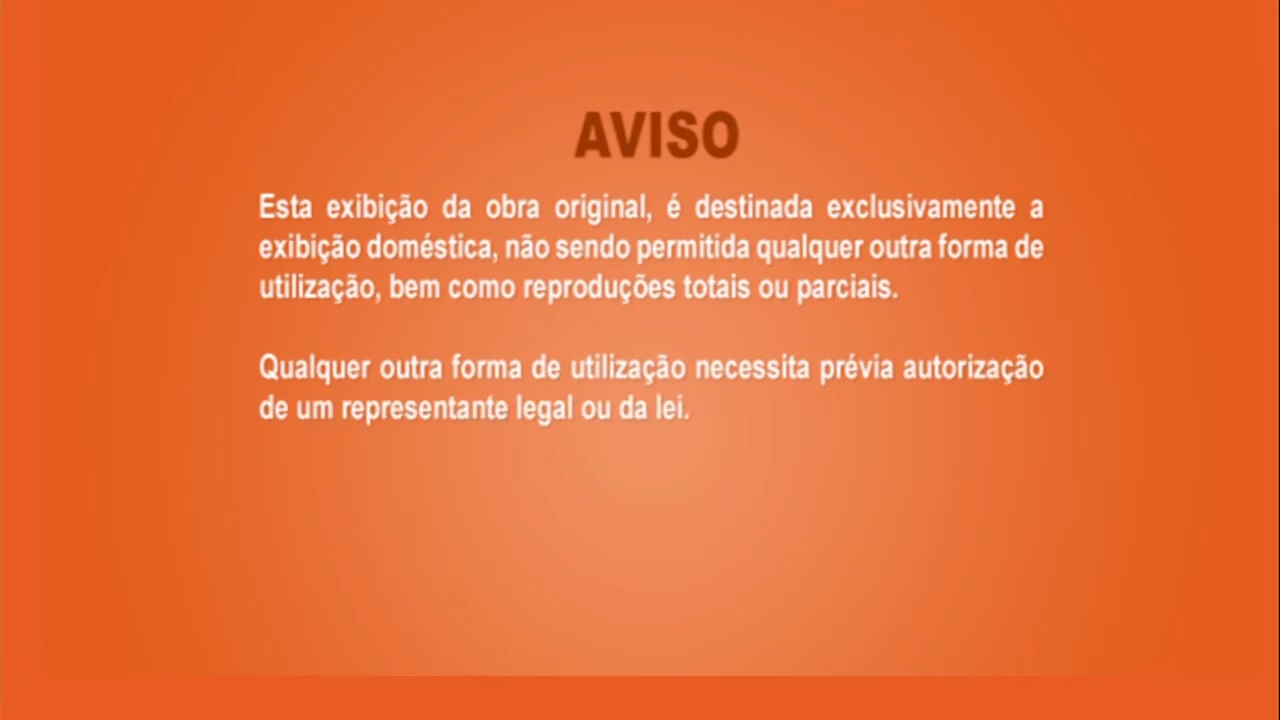 AVISO
Esta exibição da obra original, é destinada exclusivamente a
exibição doméstica, não sendo permitida qualquer outra forma de
utilização, bem como reproduções totais ou parciais.
Qualquer outra forma de utilização necessita prévia autorização
de um representante legal ou da lei.